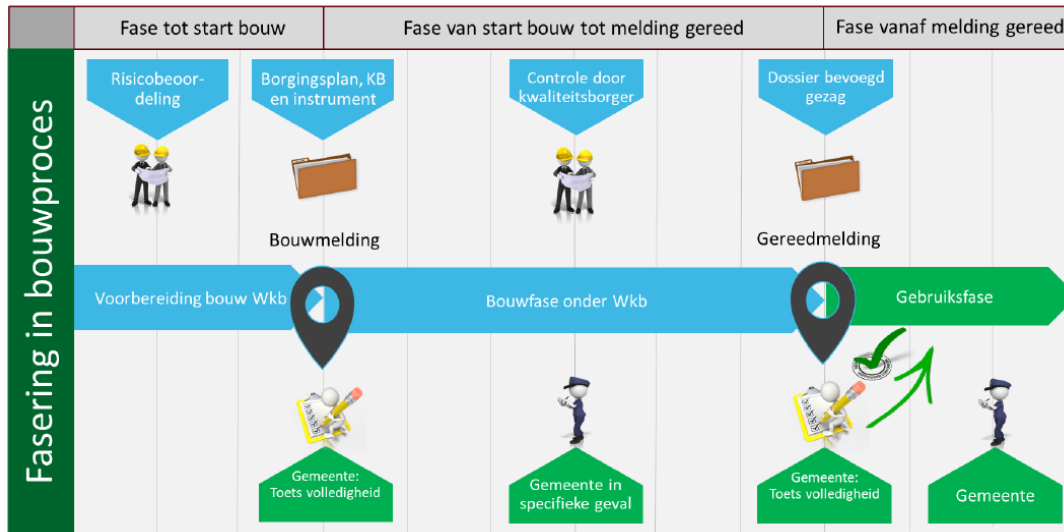 Fase tot start bouw
Fase van start bouw tot melding gereed
Fase vanaf melding gereed
Fasering in bouwproces
Risicobeoor-
deling
Borgingsplan, KB
en instrument
Controle door
kwaliteitsborger
Dossier bevoegd
gezag
Bouwmelding
Gereedmelding
Voorbereiding bouw Wkb
Bouwfase onder Wkb
Gebruiksfase
Gemeente:
Toets volledigheid
Gemeente in
specifieke geval
Gemeente:
Toets volledigheid
Gemeente